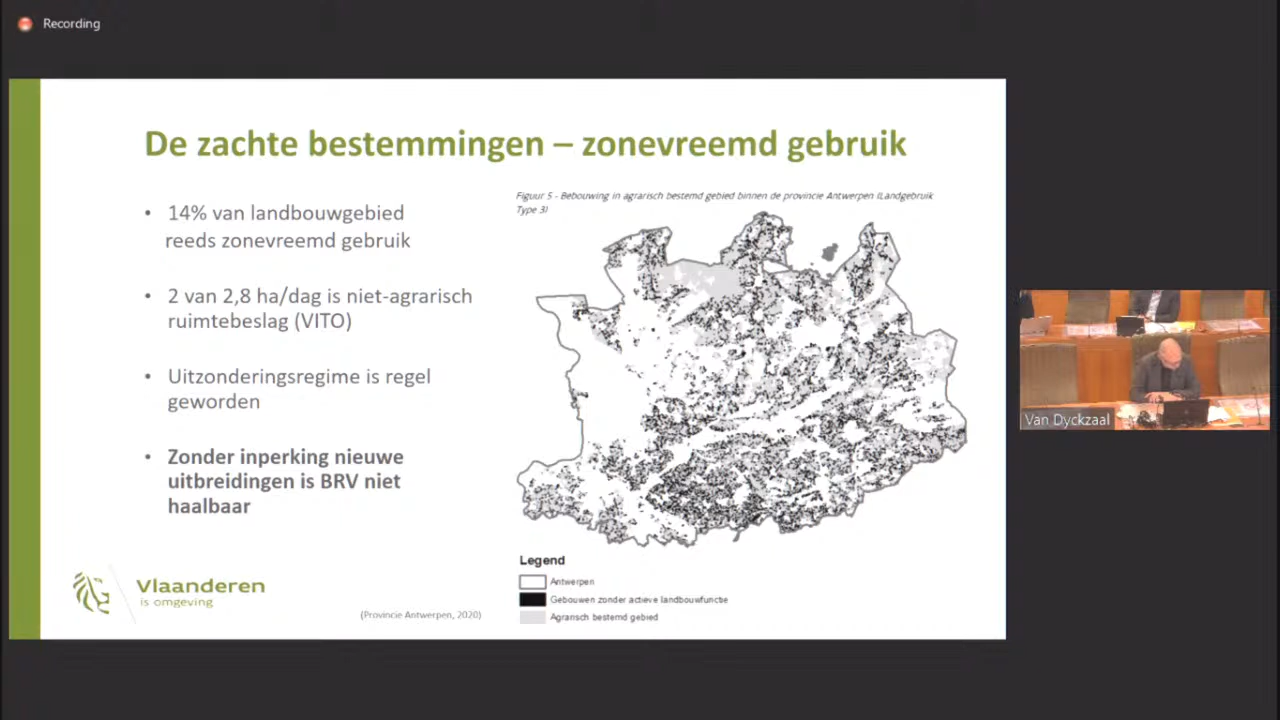 Recording
De zachte bestemmingen – zonevreemd gebruik
• 14% van landbouwgebied
reeds zonevreemd gebruik
• 2 van 2,8 ha/dag is niet-agrarisch
ruimtebeslag (VITO)
• Uitzonderingsregime is regel
geworden
• Zonder inperking nieuwe
uitbreidingen is BRV niet
haalbaar
Figuur 5 - Bebouwing in agrarisch bestemd gebied binnen de provincie Antwerpen (Landgebruik
Type 3)
Legend
Antwerpen
Gebouwen zonder actieve landbouwfunctie
Agrarisch bestemd gebied
(Provincie Antwerpen, 2020)
Vlaanderen
is omgeving
Van Dyckzaal